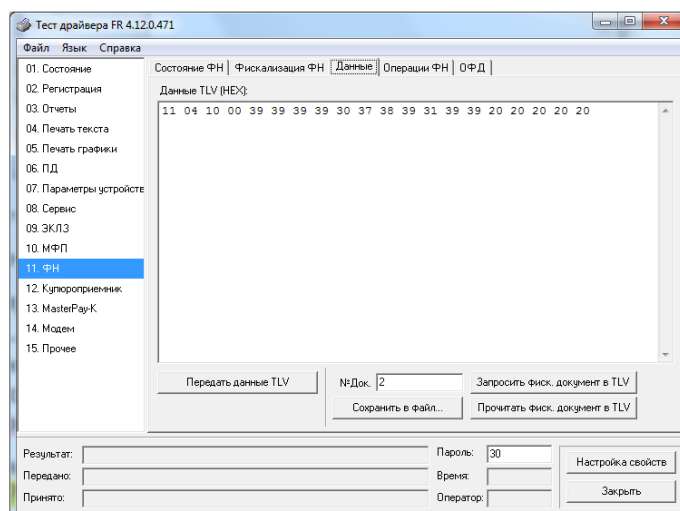 Тест драйвера FR 4.12.0.471
Файл Язык Справка
01. Состояние
02. Регистрация
03. Отчеты
04. Печать текста
05. Печать графики
06. ПД
07. Параметры устройств
08. Сервис
09. ЭКЛЗ
10. МФП
11. ФН
12. Купюроприемник
13. MasterPay-K
14. Модем
15. Прочее
Состояние ФН Фискализация ФН Данные Операции ФН ОФД
Данные TLV (HEX):
11 04 10 00 39 39 39 39 30 37 38 39 31 39 39 20 20 20 20 20
Передать данные TLV
№Док. 2
Запросить фиск. документ в TLV
Сохранить в файл...
Прочитать фиск. документ в TLV
Результат:
Передано:
Принято:
Пароль: 30
Время:
Оператор:
Настройка свойств
Закрыть